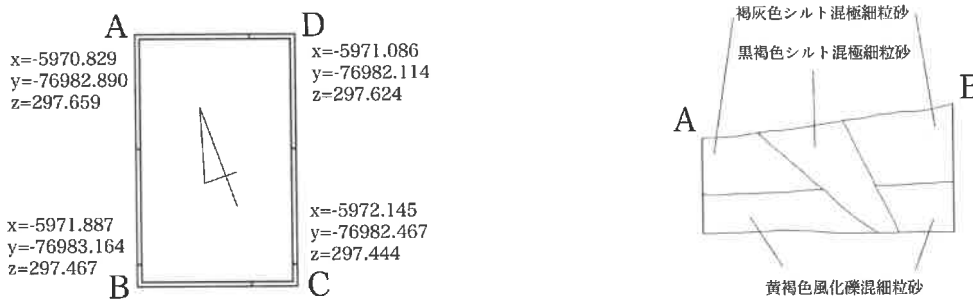 A
D
x=-5970.829
y=-76982.890
z=297.659
x=-5971.086
y=-76982.114
z=297.624
x=-5971.887
y=-76983.164
z=297.467
x=-5972.145
y=-76982.467
z=297.444
B
C
褐灰色シルト混極細粒砂
黒褐色シルト混極細粒砂
A
B
黄褐色風化礫混細粒砂